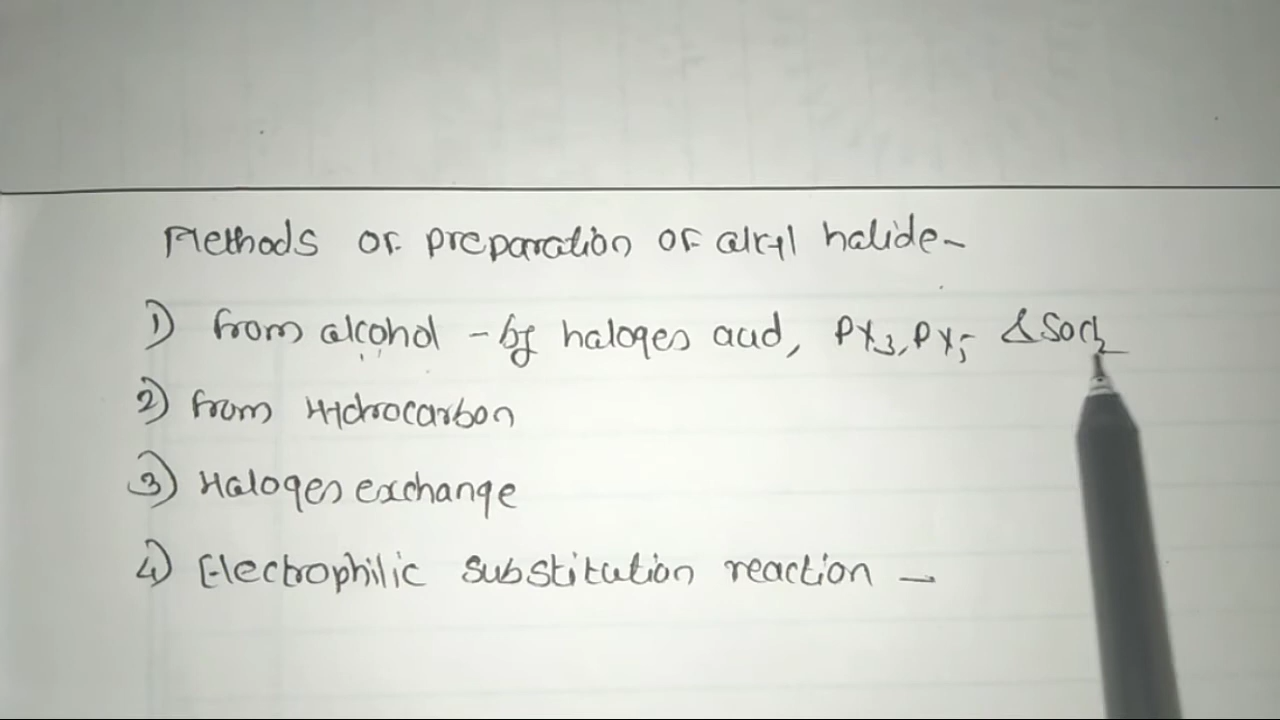 Methods of preparation of alkyl halide-
1) from alcohol - by halogen acid, PX3, PX5 & SOCl2
2) from Hydrocarbon
3) Halogen exchange
4) Electrophilic substitution reaction -